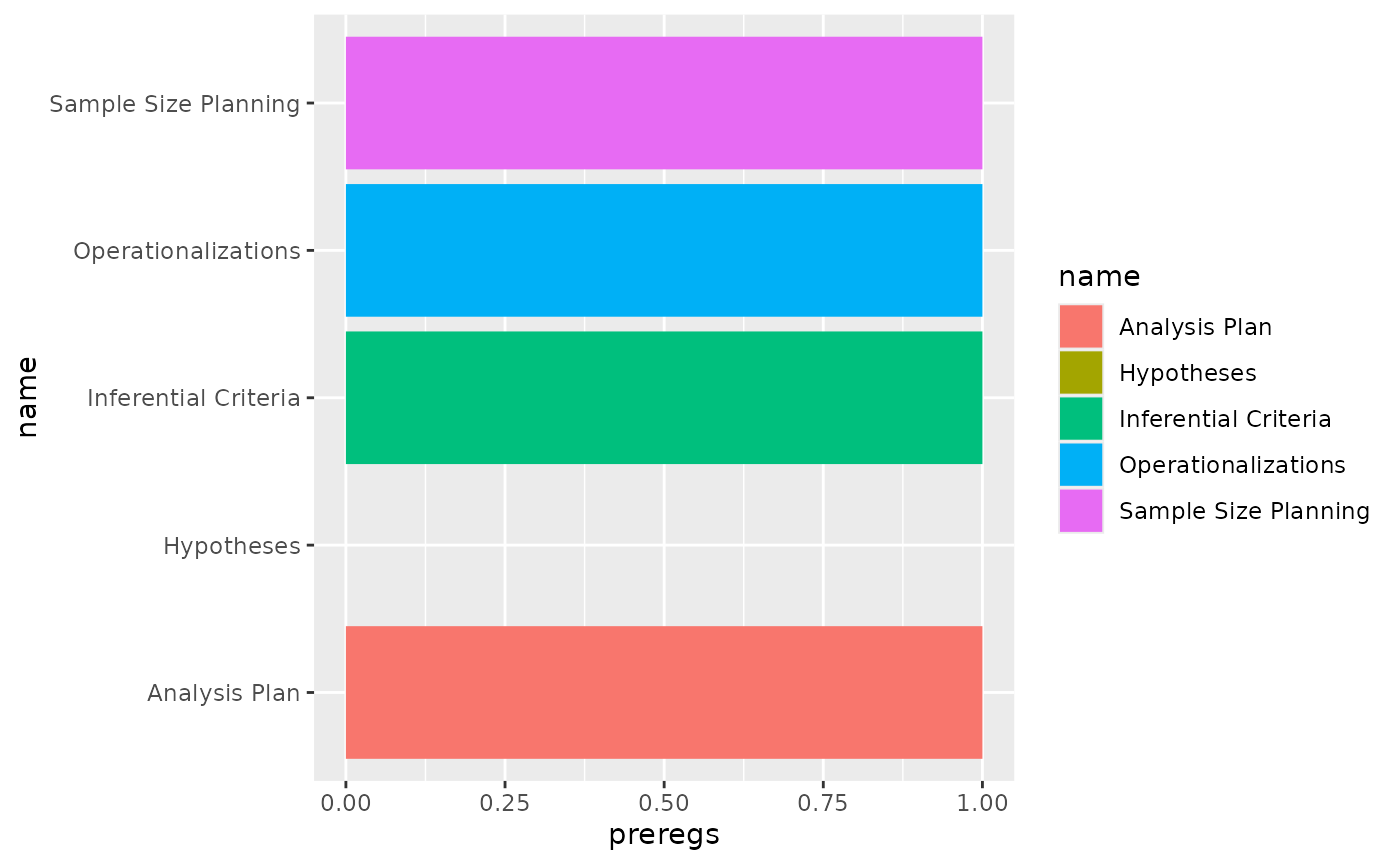 Sample Size Planning
Operationalizations
Inferential Criteria
Hypotheses
Analysis Plan
name
0.00 0.25 0.50 0.75 1.00
preregs
name
Analysis Plan
Hypotheses
Inferential Criteria
Operationalizations
Sample Size Planning